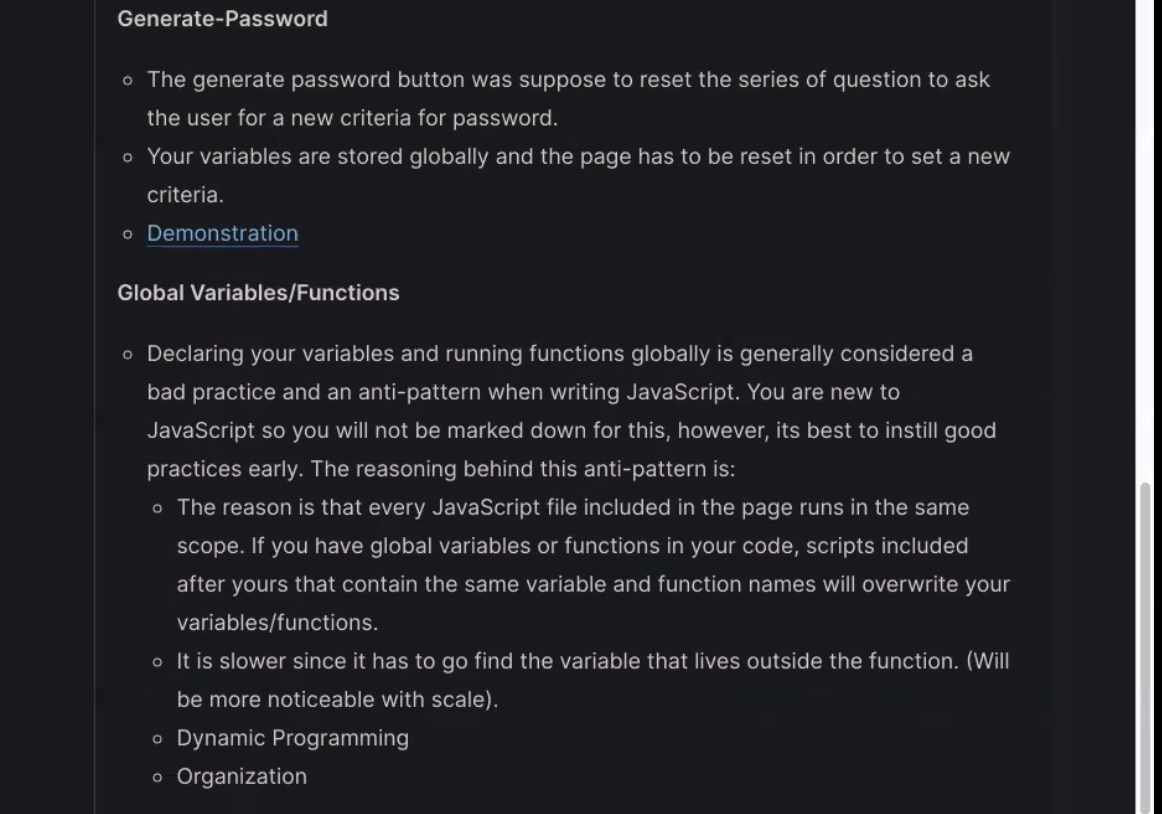 Generate-Password
The generate password button was suppose to reset the series of question to ask
the user for a new criteria for password.
Your variables are stored globally and the page has to be reset in order to set a new
criteria.
Demonstration
Global Variables/Functions
Declaring your variables and running functions globally is generally considered a
bad practice and an anti-pattern when writing JavaScript. You are new to
JavaScript so you will not be marked down for this, however, its best to instill good
practices early. The reasoning behind this anti-pattern is:
The reason is that every JavaScript file included in the page runs in the same
scope. If you have global variables or functions in your code, scripts included
after yours that contain the same variable and function names will overwrite your
variables/functions.
It is slower since it has to go find the variable that lives outside the function. (Will
be more noticeable with scale).
Dynamic Programming
Organization